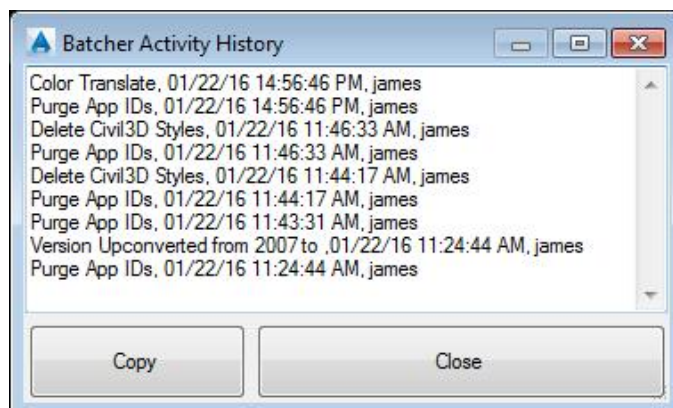 Batcher Activity History
Color Translate, 01/22/16 14:56:46 PM, james
Purge App IDs, 01/22/16 14:56:46 PM, james
Delete Civil3D Styles, 01/22/16 11:46:33 AM, james
Purge App IDs, 01/22/16 11:46:33 AM, james
Delete Civil3D Styles, 01/22/16 11:44:17 AM, james
Purge App IDs, 01/22/16 11:44:17 AM, james
Purge App IDs, 01/22/16 11:43:31 AM, james
Version Upconverted from 2007 to ,01/22/16 11:24:44 AM, james
Purge App IDs, 01/22/16 11:24:44 AM, james
Copy
Close